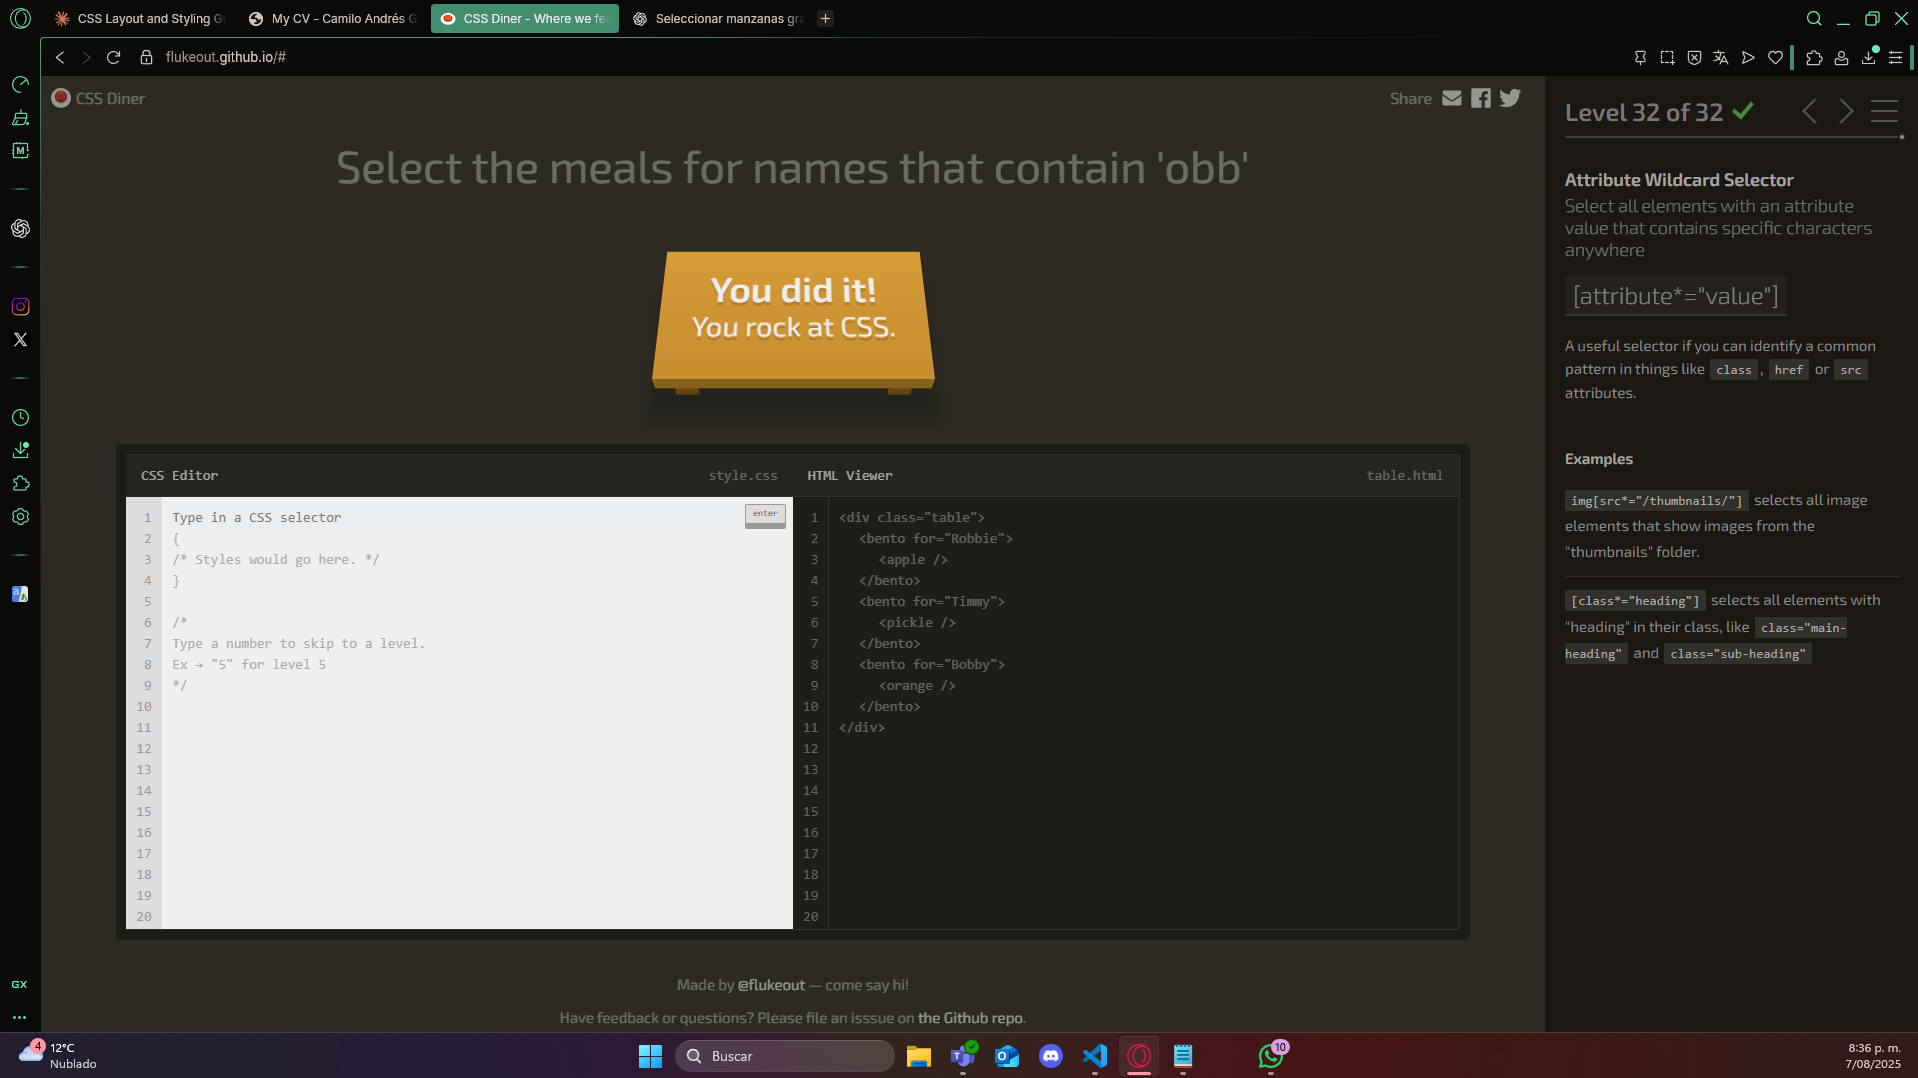 CSS Layout and Styling Gu
My CV - Camilo Andrés G
CSS Diner - Where we fea
Seleccionar manzanas gra
flukeout.github.io/#
CSS Diner
Share
Select the meals for names that contain 'obb'
You did it!
You rock at CSS.
CSS Editor
style.css
HTML Viewer
table.html
1
2
3
4
5
6
7
8
9
10
11
12
13
14
15
16
17
18
19
20
Type in a CSS selector
enter
{
/* Styles would go here. */
}
/*
Type a number to skip to a level.
Ex → "5" for level 5
*/
1
2
3
4
5
6
7
8
9
10
11
12
13
14
15
16
17
18
19
20
<div class="table">
<bento for="Robbie">
<apple />
</bento>
<bento for="Timmy">
<pickle />
</bento>
<bento for="Bobby">
<orange />
</bento>
</div>
Made by @flukeout — come say hi!
Have feedback or questions? Please file an isssue on the Github repo.
Level 32 of 32
Attribute Wildcard Selector
Select all elements with an attribute
value that contains specific characters
anywhere
[attribute*="value"]
A useful selector if you can identify a common
pattern in things like class, href or src
attributes.
Examples
img[src*="/thumbnails/"] selects all image
elements that show images from the
"thumbnails" folder.
[class*="heading"] selects all elements with
"heading" in their class, like class="main-
heading" and class="sub-heading"
GX
4
12°C
Nublado
Buscar
10
8:36 p. m.
7/08/2025